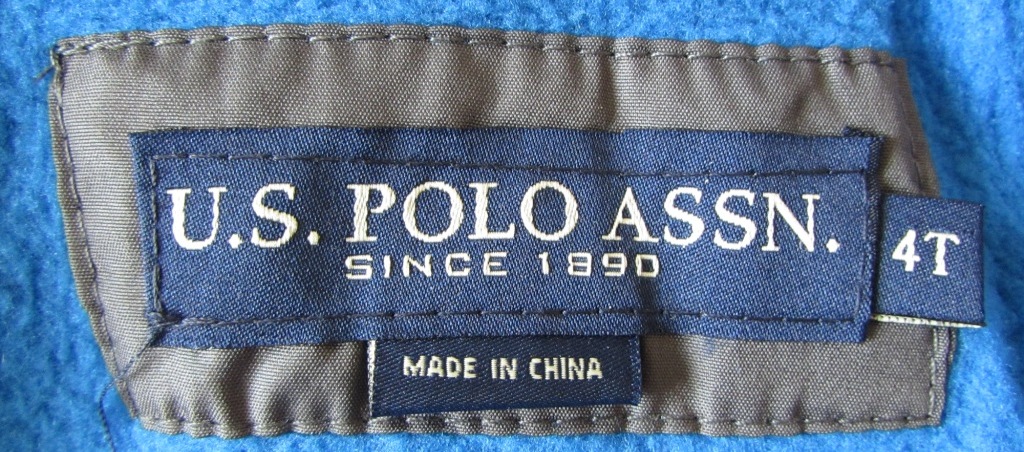 U.S. POLO ASSN.
SINCE 1890
4T
MADE IN CHINA